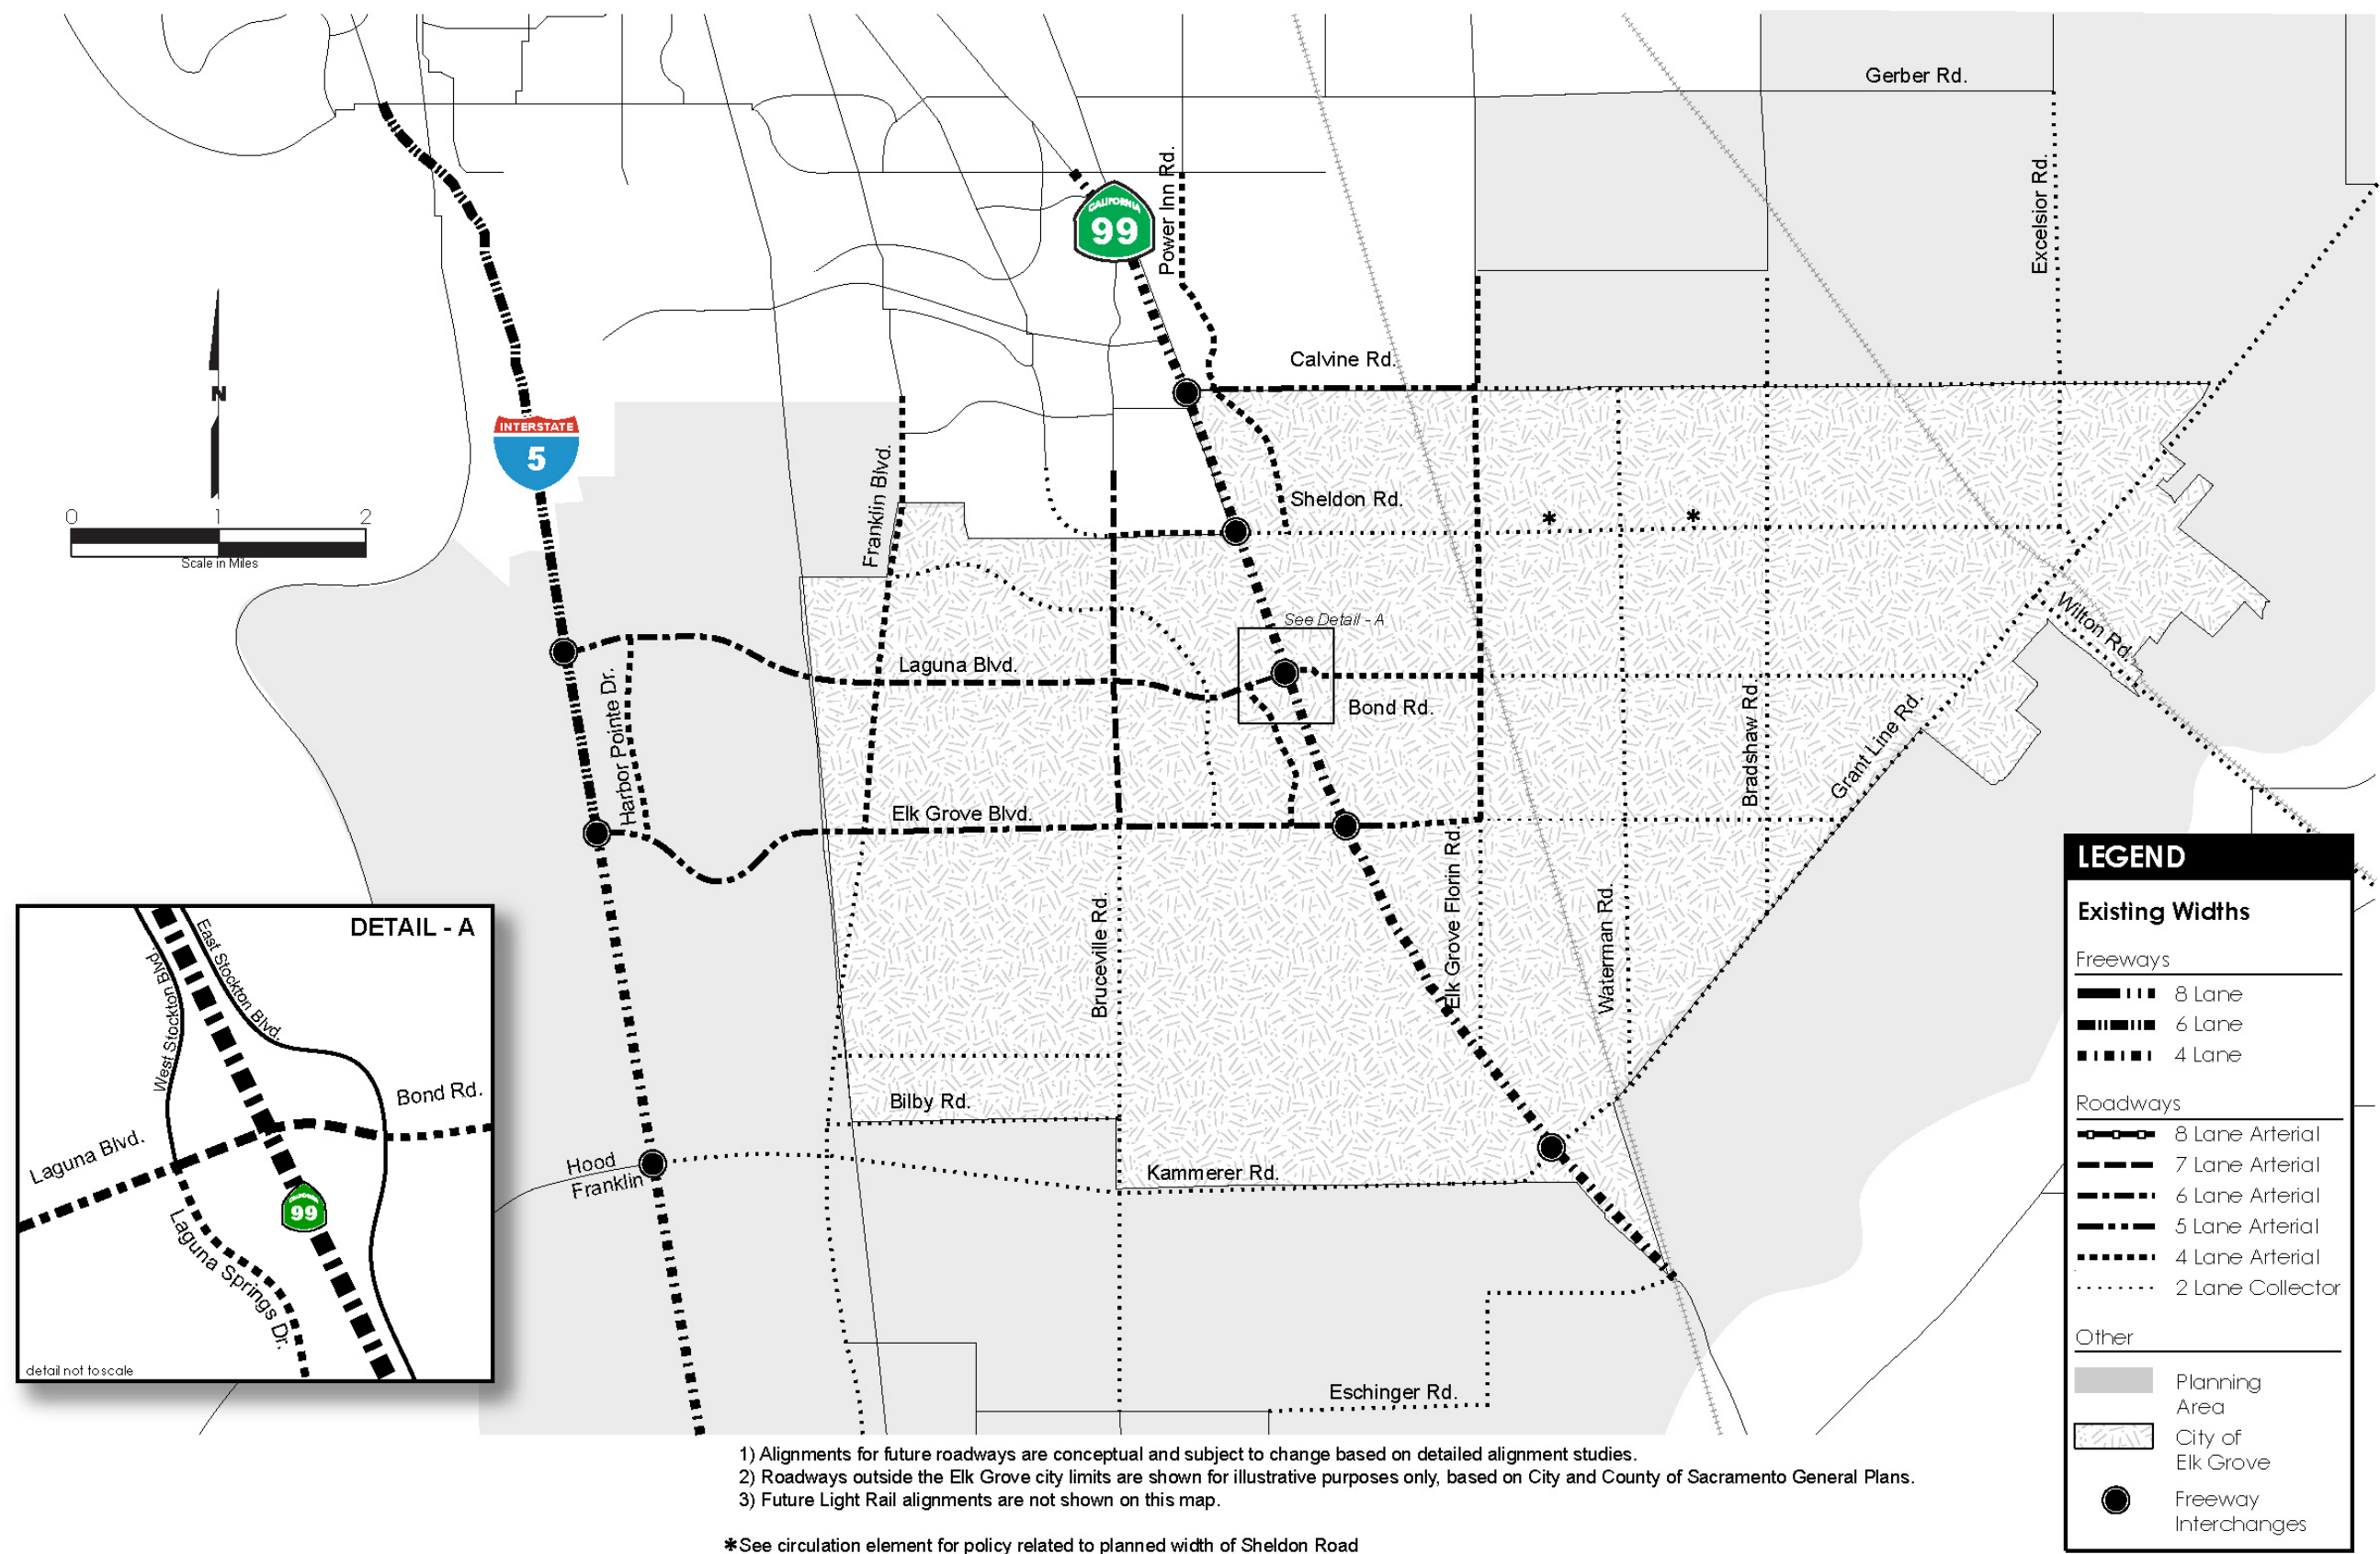 Gerber Rd.
Power Inn Rd.
Excelsior Rd.
CALIFORNIA
99
N
0 1 2
Scale in Miles
INTERSTATE
5
Calvine Rd.
Franklin Blvd.
Sheldon Rd.
*
*
See Detail - A
Wilton Rd.
Laguna Blvd.
Harbor Pointe Dr.
Bond Rd.
Bradshaw Rd.
Grant Line Rd.
Elk Grove Blvd.
Bruceville Rd.
Elk Grove Florin Rd.
Waterman Rd.
Bilby Rd.
Hood
Franklin
Kammerer Rd.
Eschinger Rd.
DETAIL - A
West Stockton Blvd.
East Stockton Blvd.
Bond Rd.
Laguna Blvd.
CALIFORNIA
99
Laguna Springs Dr.
detail not to scale
LEGEND
Existing Widths
Freeways
8 Lane
6 Lane
4 Lane
Roadways
8 Lane Arterial
7 Lane Arterial
6 Lane Arterial
5 Lane Arterial
4 Lane Arterial
2 Lane Collector
Other
Planning
Area
City of
Elk Grove
Freeway
Interchanges
1) Alignments for future roadways are conceptual and subject to change based on detailed alignment studies.
2) Roadways outside the Elk Grove city limits are shown for illustrative purposes only, based on City and County of Sacramento General Plans.
3) Future Light Rail alignments are not shown on this map.
*See circulation element for policy related to planned width of Sheldon Road